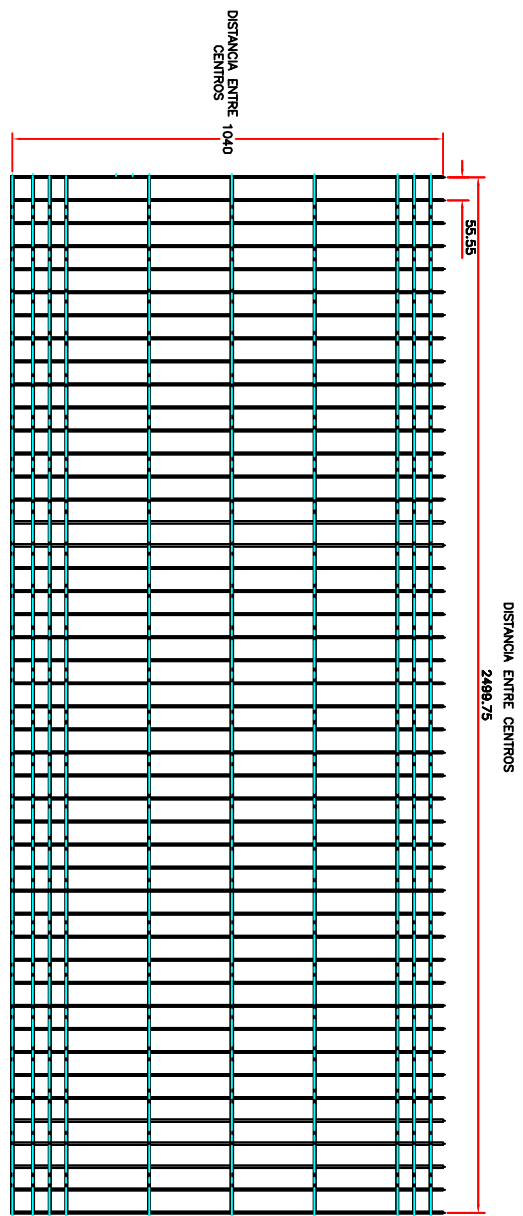 DISTANCIA ENTRE
CENTROS
1040
55.55
DISTANCIA ENTRE CENTROS
2499.75